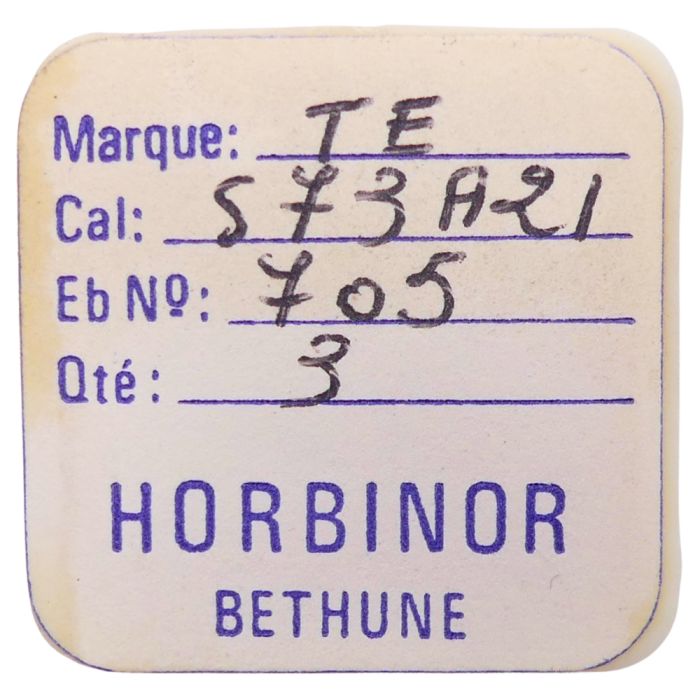 Marque: TE
Cal: S73A21
Eb Nº: 705
Qté: 3
HORBINOR
BETHUNE